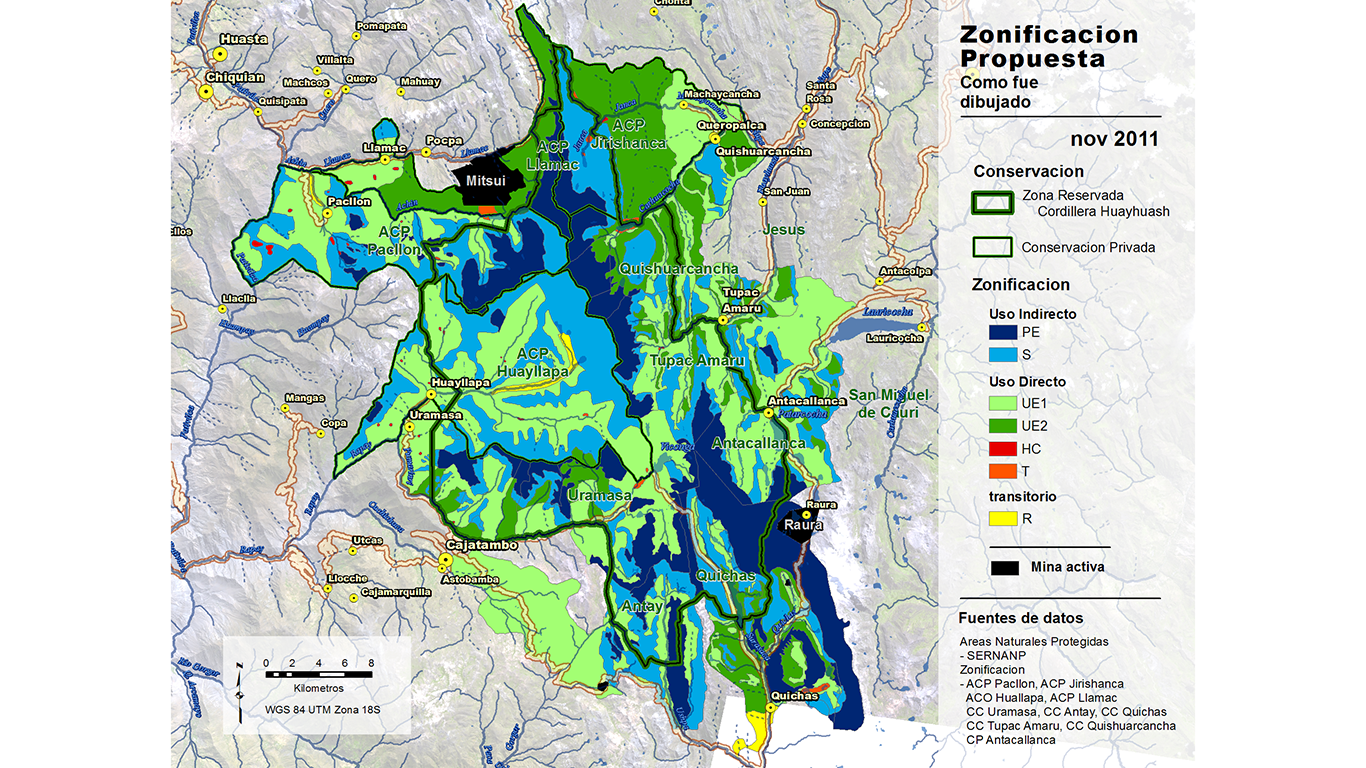 Zonificacion
Propuesta
Como fue
dibujado
nov 2011
Conservacion
Zona Reservada
Cordillera Huayhuash
Conservacion Privada
Zonificacion
Uso Indirecto
PE
S
Uso Directo
UE1
UE2
HC
T
transitorio
R
Mina activa
Fuentes de datos
Areas Naturales Protegidas
- SERNANP
Zonificacion
- ACP Pacllon, ACP Jirishanca
ACO Huallapa, ACP Llamac
CC Uramasa, CC Antay, CC Quichas
CC Tupac Amaru, CC Quishuarcancha
CP Antacallanca
Chonta
Pomapata
Huasta
Villalta
Chiquian
Machcos
Quero
Mahuay
Quisipata
Machaycancha
Santa
Rosa
Concepcion
Queropalca
Quishuarcancha
ACP
Jirishanca
ACP
Llamac
Pocpa
Llamac
Llamac
Llamac
Mitsui
San Juan
Pacllon
ACP
Pacllon
Jesus
llos
Quishuarcancha
Antacolpa
Llaclla
Tupac
Amaru
Lauricocha
Lauricocha
ACP
Huayllapa
Tupac Amaru
Huayllapa
Mangas
Uramasa
Copa
Antacallanca
San Miguel
de Cauri
Antacallanca
Uramasa
Raura
Raura
Cajatambo
Utcas
Astobamba
Llocche
Cajamarquilla
Quichas
Antay
Quichas
0 2 4 6 8
Kilometros
WGS 84 UTM Zona 18S
N